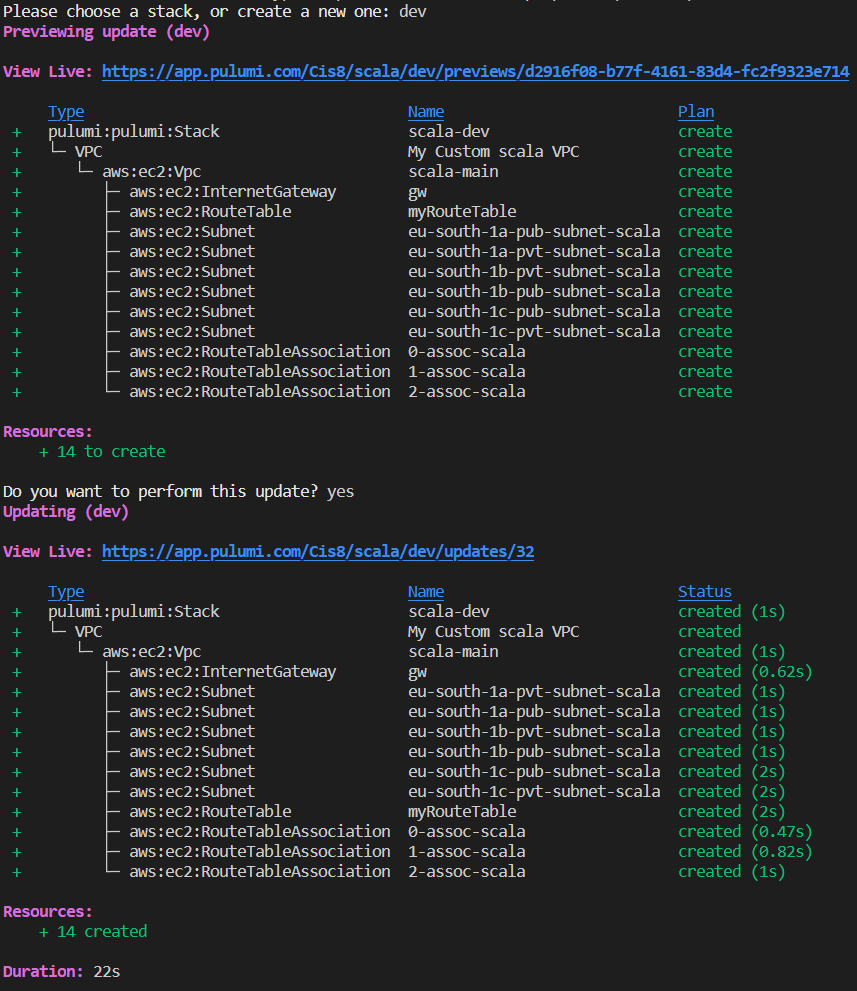 Please choose a stack, or create a new one: dev
Previewing update (dev)
View Live: https://app.pulumi.com/Cis8/scala/dev/previews/d2916f08-b77f-4161-83d4-fc2f9323e714
Type Name Plan
+ pulumi:pulumi:Stack scala-dev create
+ └─ VPC My Custom scala VPC create
+ └─ aws:ec2:Vpc scala-main create
+ ├─ aws:ec2:InternetGateway gw create
+ ├─ aws:ec2:RouteTable myRouteTable create
+ ├─ aws:ec2:Subnet eu-south-1a-pub-subnet-scala create
+ ├─ aws:ec2:Subnet eu-south-1a-pvt-subnet-scala create
+ ├─ aws:ec2:Subnet eu-south-1b-pvt-subnet-scala create
+ ├─ aws:ec2:Subnet eu-south-1b-pub-subnet-scala create
+ ├─ aws:ec2:Subnet eu-south-1c-pub-subnet-scala create
+ ├─ aws:ec2:Subnet eu-south-1c-pvt-subnet-scala create
+ ├─ aws:ec2:RouteTableAssociation 0-assoc-scala create
+ ├─ aws:ec2:RouteTableAssociation 1-assoc-scala create
+ └─ aws:ec2:RouteTableAssociation 2-assoc-scala create
Resources:
+ 14 to create
Do you want to perform this update? yes
Updating (dev)
View Live: https://app.pulumi.com/Cis8/scala/dev/updates/32
Type Name Status
+ pulumi:pulumi:Stack scala-dev created (1s)
+ └─ VPC My Custom scala VPC created
+ └─ aws:ec2:Vpc scala-main created (1s)
+ ├─ aws:ec2:InternetGateway gw created (0.62s)
+ ├─ aws:ec2:Subnet eu-south-1a-pvt-subnet-scala created (1s)
+ ├─ aws:ec2:Subnet eu-south-1a-pub-subnet-scala created (1s)
+ ├─ aws:ec2:Subnet eu-south-1b-pvt-subnet-scala created (1s)
+ ├─ aws:ec2:Subnet eu-south-1b-pub-subnet-scala created (1s)
+ ├─ aws:ec2:Subnet eu-south-1c-pub-subnet-scala created (2s)
+ ├─ aws:ec2:Subnet eu-south-1c-pvt-subnet-scala created (2s)
+ ├─ aws:ec2:RouteTable myRouteTable created (2s)
+ ├─ aws:ec2:RouteTableAssociation 0-assoc-scala created (0.47s)
+ ├─ aws:ec2:RouteTableAssociation 1-assoc-scala created (0.82s)
+ └─ aws:ec2:RouteTableAssociation 2-assoc-scala created (1s)
Resources:
+ 14 created
Duration: 22s